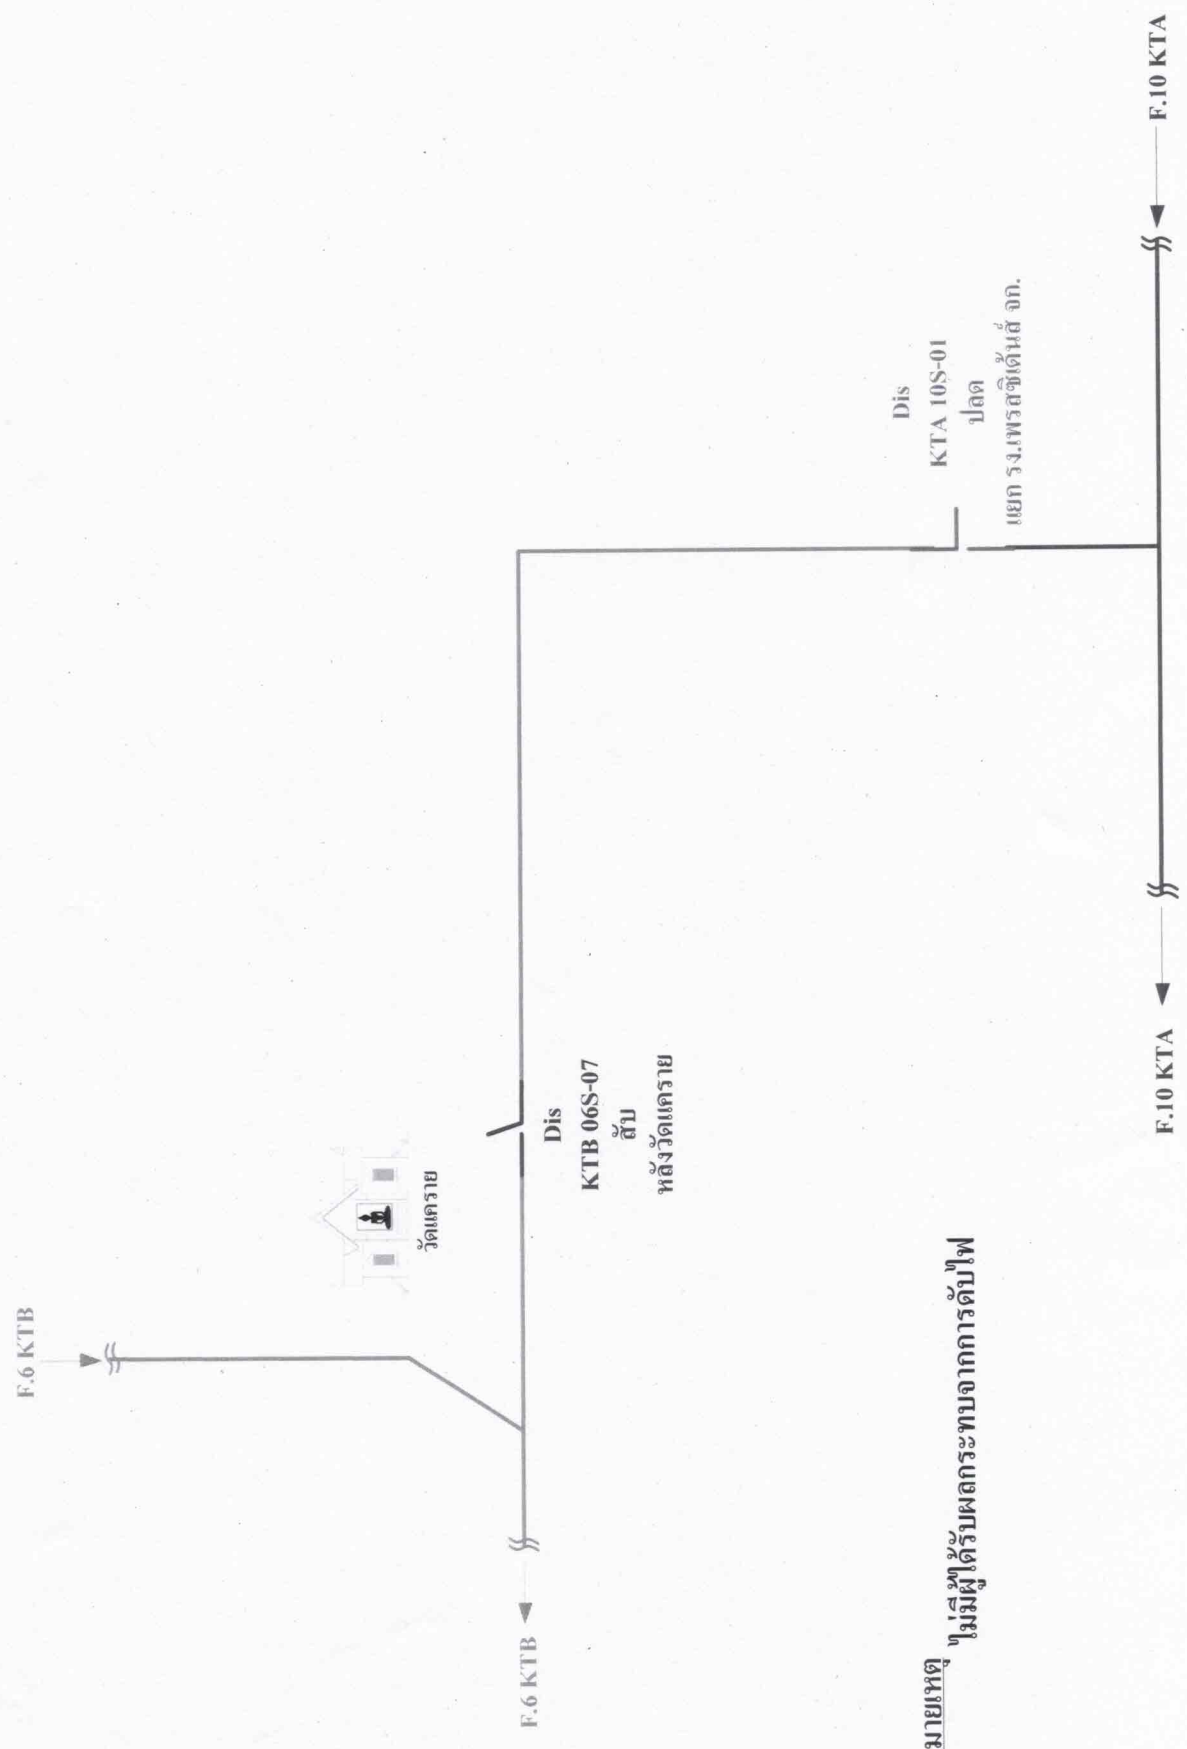 F.6 KTB
วัดแคราย
F.6 KTB
Dis
KTB 06S-07
สับ
หลังวัดแคราย
Dis
KTA 10S-01
ปลด
แยก รง.เพรสซิเด้นส์ จก.
มายเหตุ ไม่มีผู้ได้รับผลกระทบจากการดับไฟ
F.10 KTA
F.10 KTA